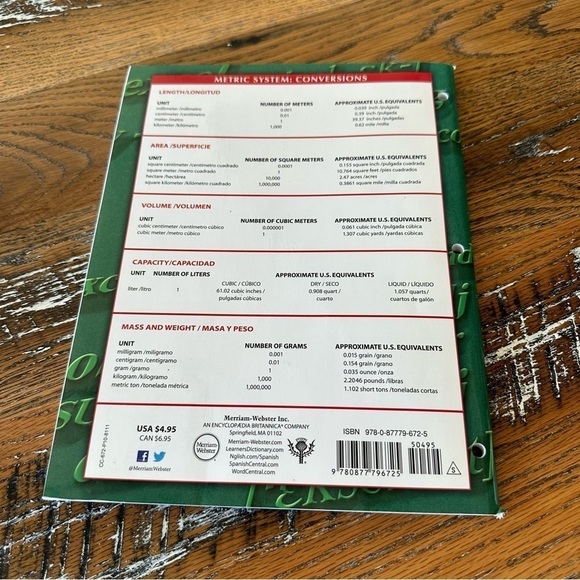 METRIC SYSTEM: CONVERSIONS
LENGTH/LONGITUD
UNIT NUMBER OF METERS APPROXIMATE U.S. EQUIVALENTS
millimeter /milímetro 0.001 0.039 inch /pulgada
centimeter /centímetro 0.01 0.39 inch /pulgada
meter /metro 1 39.37 inches /pulgadas
kilometer /kilómetro 1,000 0.62 mile /milla
AREA /SUPERFICIE
UNIT NUMBER OF SQUARE METERS APPROXIMATE U.S. EQUIVALENTS
square centimeter /centímetro cuadrado 0.0001 0.155 square inch /pulgada cuadrada
square meter /metro cuadrado 1 10.764 square feet /pies cuadrados
hectare /hectárea 10,000 2.47 acres /acres
square kilometer /kilómetro cuadrado 1,000,000 0.3861 square mile /milla cuadrada
VOLUME /VOLUMEN
UNIT NUMBER OF CUBIC METERS APPROXIMATE U.S. EQUIVALENTS
cubic centimeter /centímetro cúbico 0.000001 0.061 cubic inch /pulgada cúbica
cubic meter /metro cúbico 1 1.307 cubic yards /yardas cúbicas
CAPACITY/CAPACIDAD
UNIT NUMBER OF LITERS APPROXIMATE U.S. EQUIVALENTS
CUBIC / CÚBICO DRY / SECO LIQUID / LÍQUIDO
liter /litro 1 61.02 cubic inches / 0.908 quart / 1.057 quarts /
pulgadas cúbicas cuarto cuartos de galón
MASS AND WEIGHT / MASA Y PESO
UNIT NUMBER OF GRAMS APPROXIMATE U.S. EQUIVALENTS
milligram /miligramo 0.001 0.015 grain /grano
centigram /centigramo 0.01 0.154 grain /grano
gram /gramo 1 0.035 ounce /onza
kilogram /kilogramo 1,000 2.2046 pounds /libras
metric ton /tonelada métrica 1,000,000 1.102 short tons /toneladas cortas
USA $4.95
CAN $6.95
@MerriamWebster
Merriam-Webster
Merriam-Webster Inc.
AN ENCYCLOPÆDIA BRITANNICA® COMPANY
Springfield, MA 01102
Merriam-Webster.com
LearnersDictionary.com
Nglish.com/Spanish
SpanishCentral.com
WordCentral.com
ISBN 978-0-87779-672-5
50495
9 780877 796725
S
CC-672-P10-8111